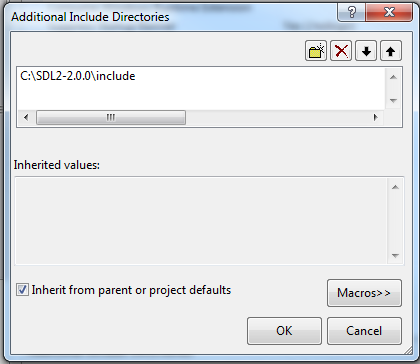 Additional Include Directories
C:\SDL2-2.0.0\include
Inherited values:
Inherit from parent or project defaults
Macros>>
OK
Cancel